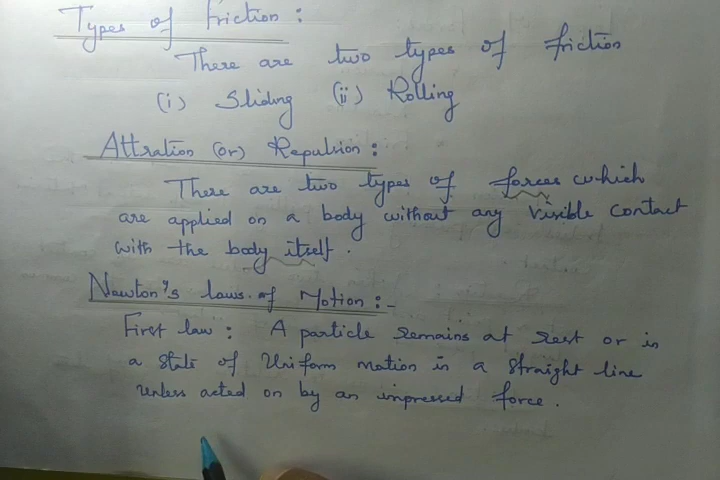 Types of friction :
There are two types of friction
(i) Sliding (ii) Rolling
Attration (or) Repulsion :
There are two types of forces which
are applied on a body without any visible contact
with the body itself.
Newton's laws of Motion :-
First law : A particle remains at rest or in
a state of Uniform motion in a straight line
unless acted on by an impressed force.